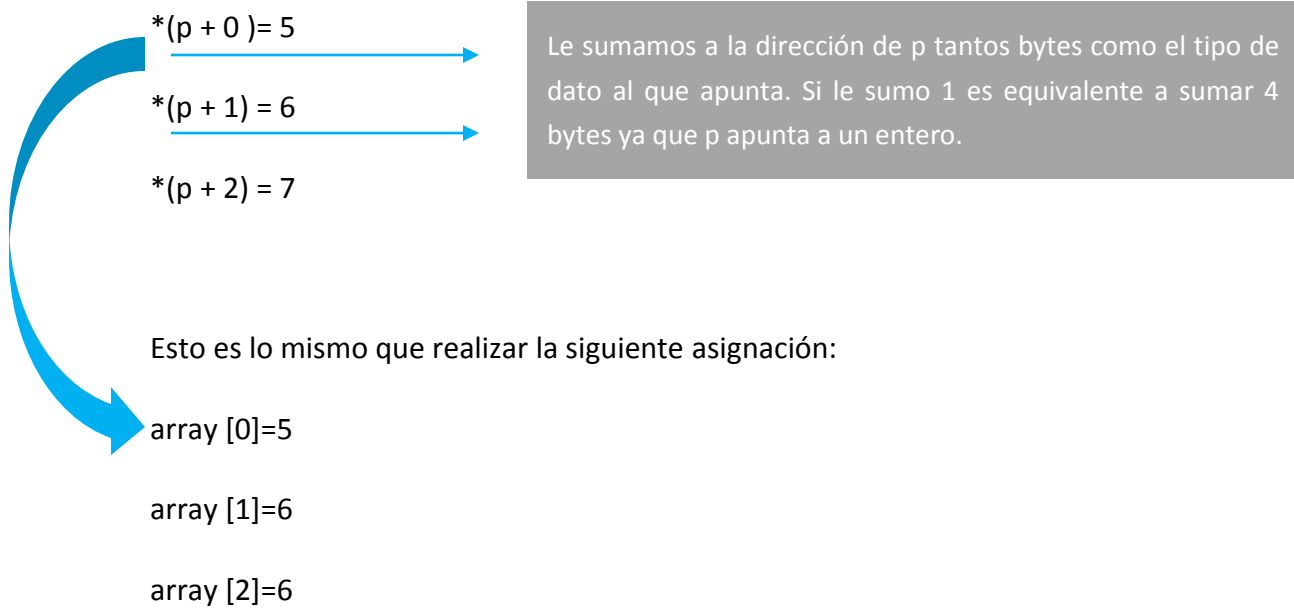 *(p + 0 )= 5
Le sumamos a la dirección de p tantos bytes como el tipo de
dato al que apunta. Si le sumo 1 es equivalente a sumar 4
bytes ya que p apunta a un entero.
*(p + 1) = 6
*(p + 2) = 7
Esto es lo mismo que realizar la siguiente asignación:
array [0]=5
array [1]=6
array [2]=6